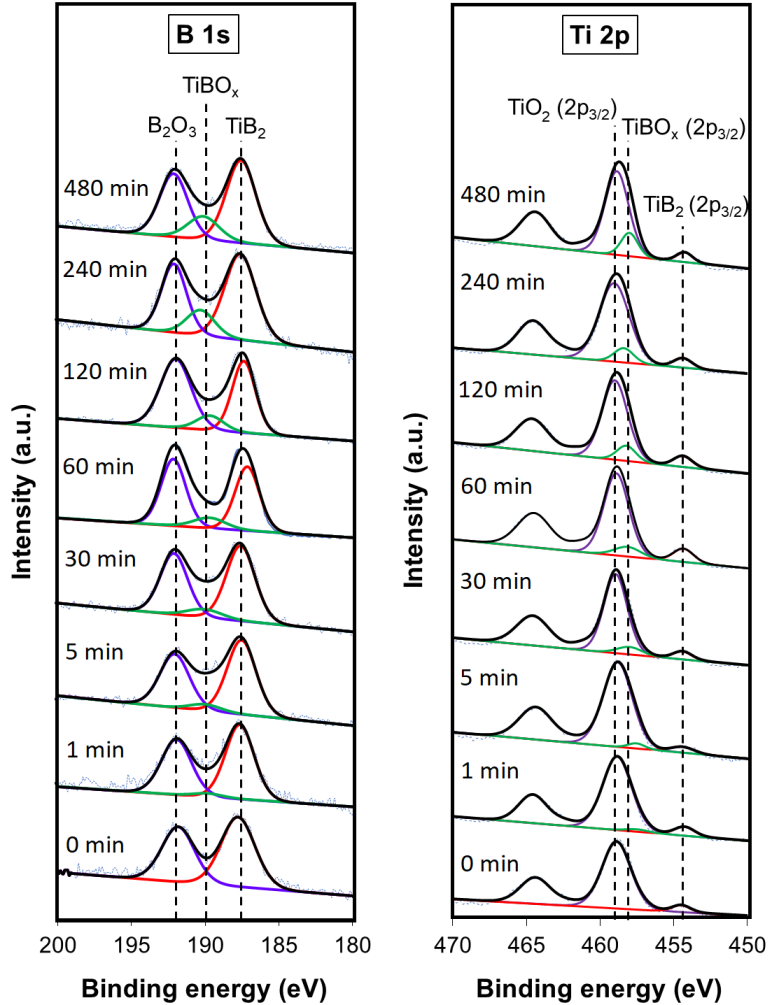 B 1s
TiBOₓ
B₂O₃
TiB₂
480 min
240 min
120 min
60 min
30 min
5 min
1 min
0 min
Intensity (a.u.)
200
195
190
185
180
Binding energy (eV)
Ti 2p
TiO₂ (2p₃/₂)
TiBOₓ (2p₃/₂)
TiB₂ (2p₃/₂)
480 min
240 min
120 min
60 min
30 min
5 min
1 min
0 min
Intensity (a.u.)
470
465
460
455
450
Binding energy (eV)